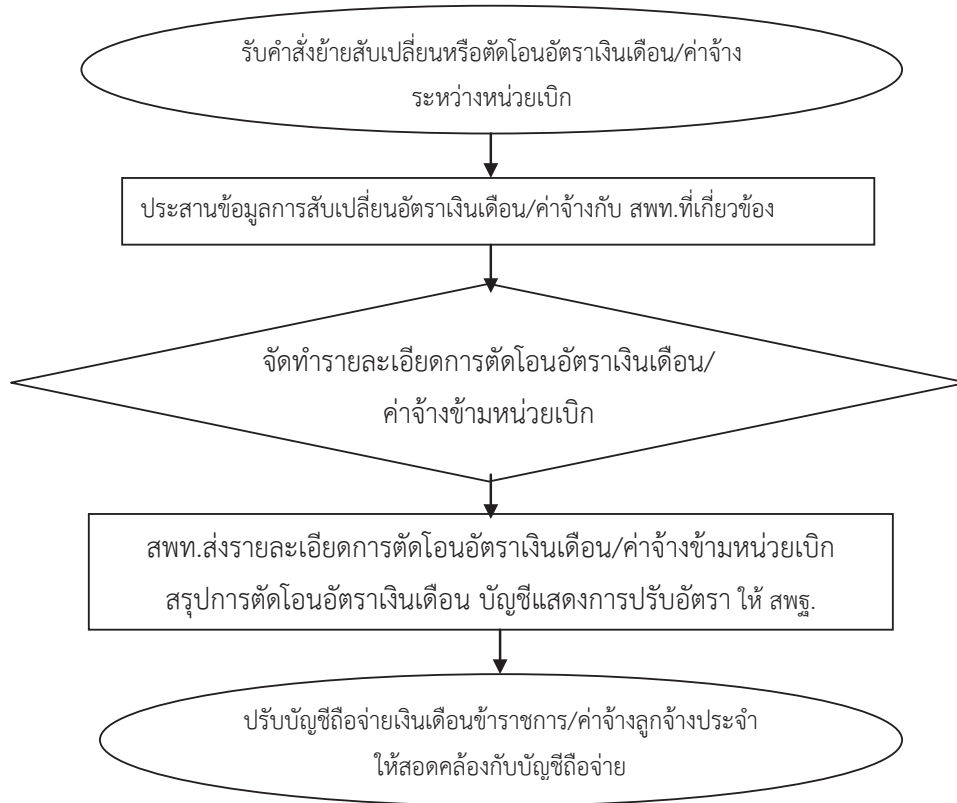 รับคำสั่งย้ายสับเปลี่ยนหรือตัดโอนอัตราเงินเดือน/ค่าจ้าง
ระหว่างหน่วยเบิก
ประสานข้อมูลการสับเปลี่ยนอัตราเงินเดือน/ค่าจ้างกับ สพท.ที่เกี่ยวข้อง
จัดทำรายละเอียดการตัดโอนอัตราเงินเดือน/
ค่าจ้างข้ามหน่วยเบิก
สพท.ส่งรายละเอียดการตัดโอนอัตราเงินเดือน/ค่าจ้างข้ามหน่วยเบิก
สรุปการตัดโอนอัตราเงินเดือน บัญชีแสดงการปรับอัตรา ให้ สพฐ.
ปรับบัญชีถือจ่ายเงินเดือนข้าราชการ/ค่าจ้างลูกจ้างประจำ
ให้สอดคล้องกับบัญชีถือจ่าย